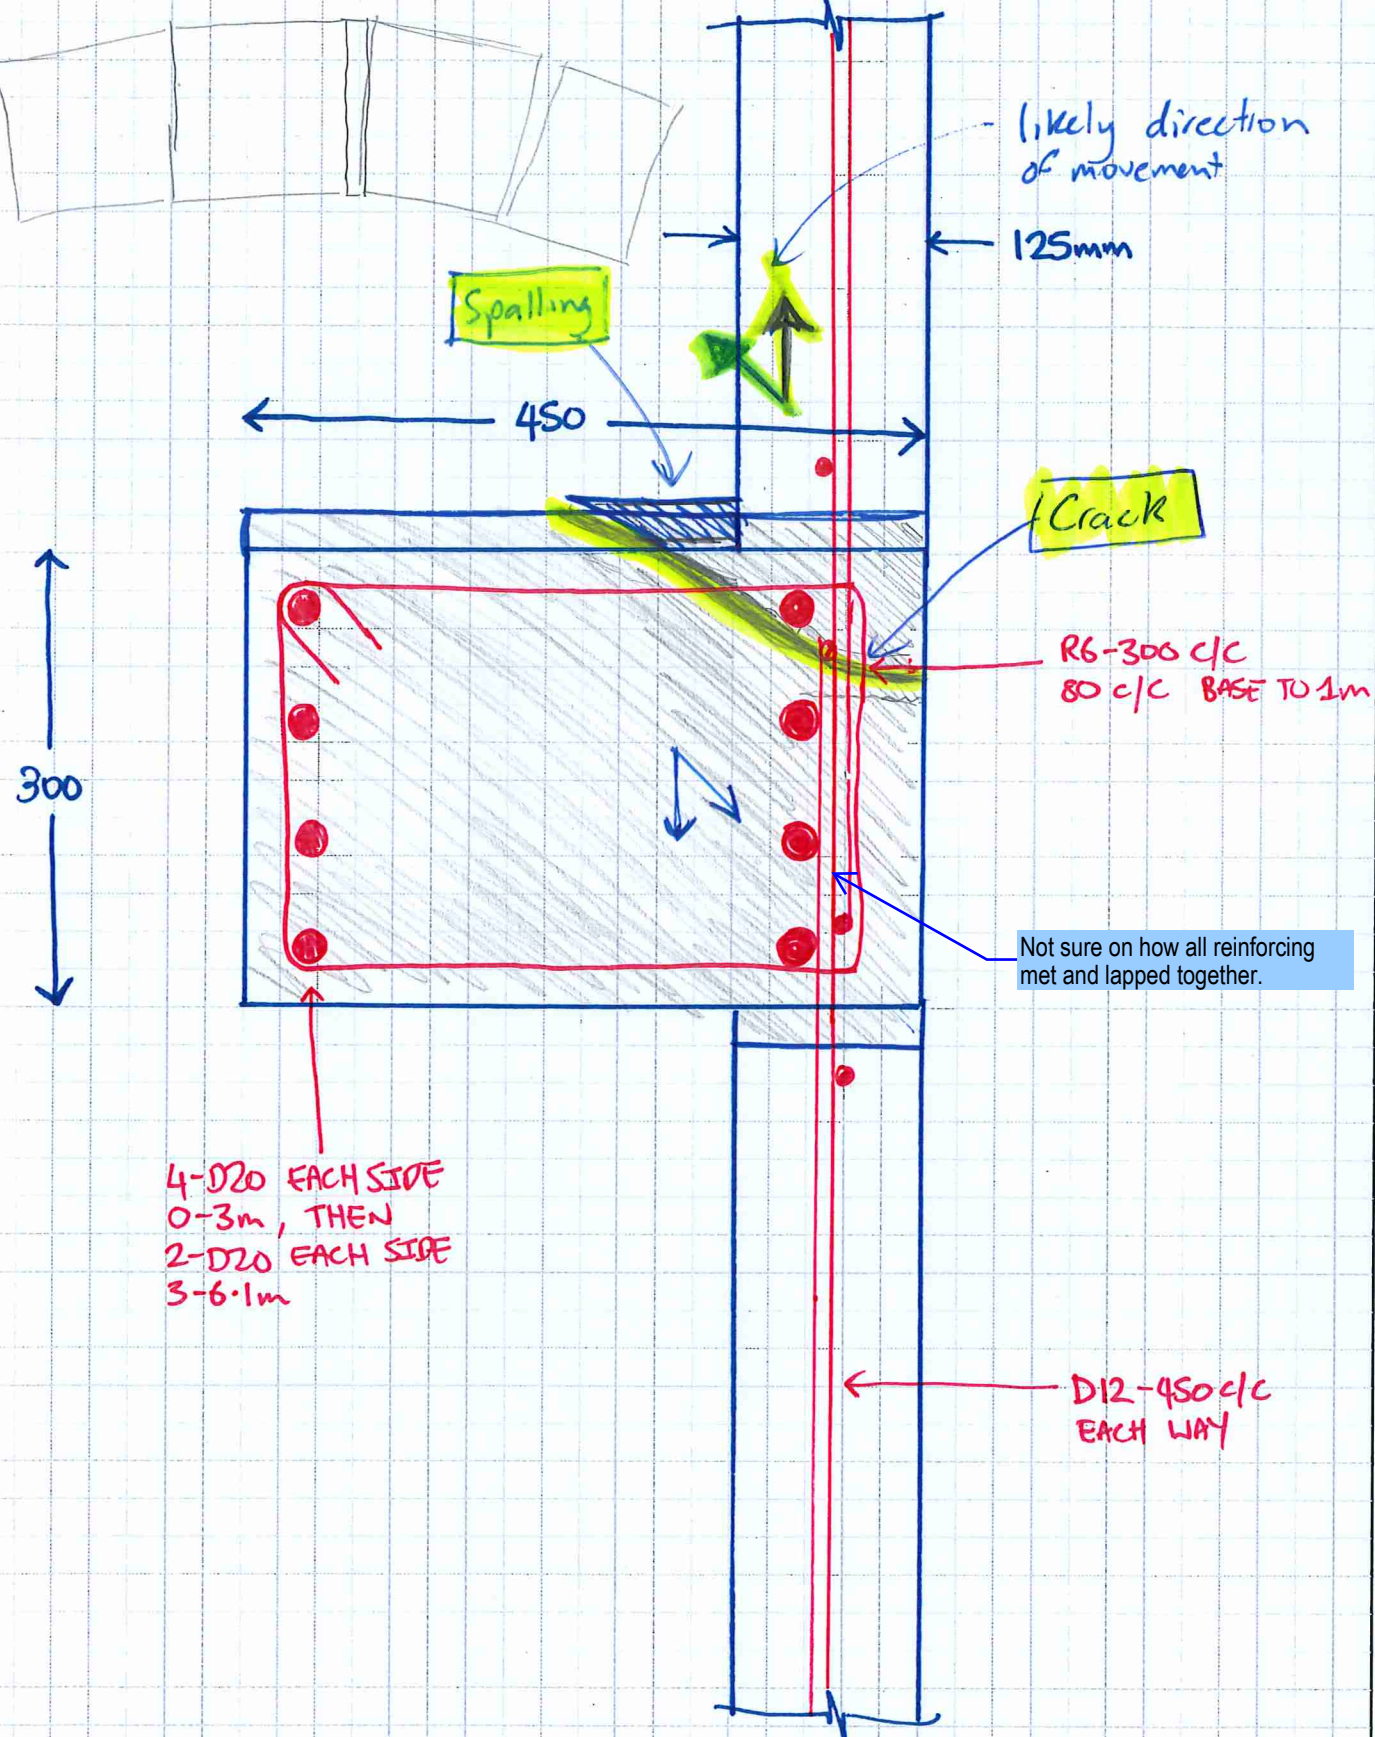 likely direction
of movement
125mm
Spalling
450
Crack
R6-300 c/c
80 c/c BASE TO 1m
300
Not sure on how all reinforcing
met and lapped together.
4-D20 EACH SIDE
0-3m, THEN
2-D20 EACH SIDE
3-6.1m
D12-450 c/c
EACH WAY